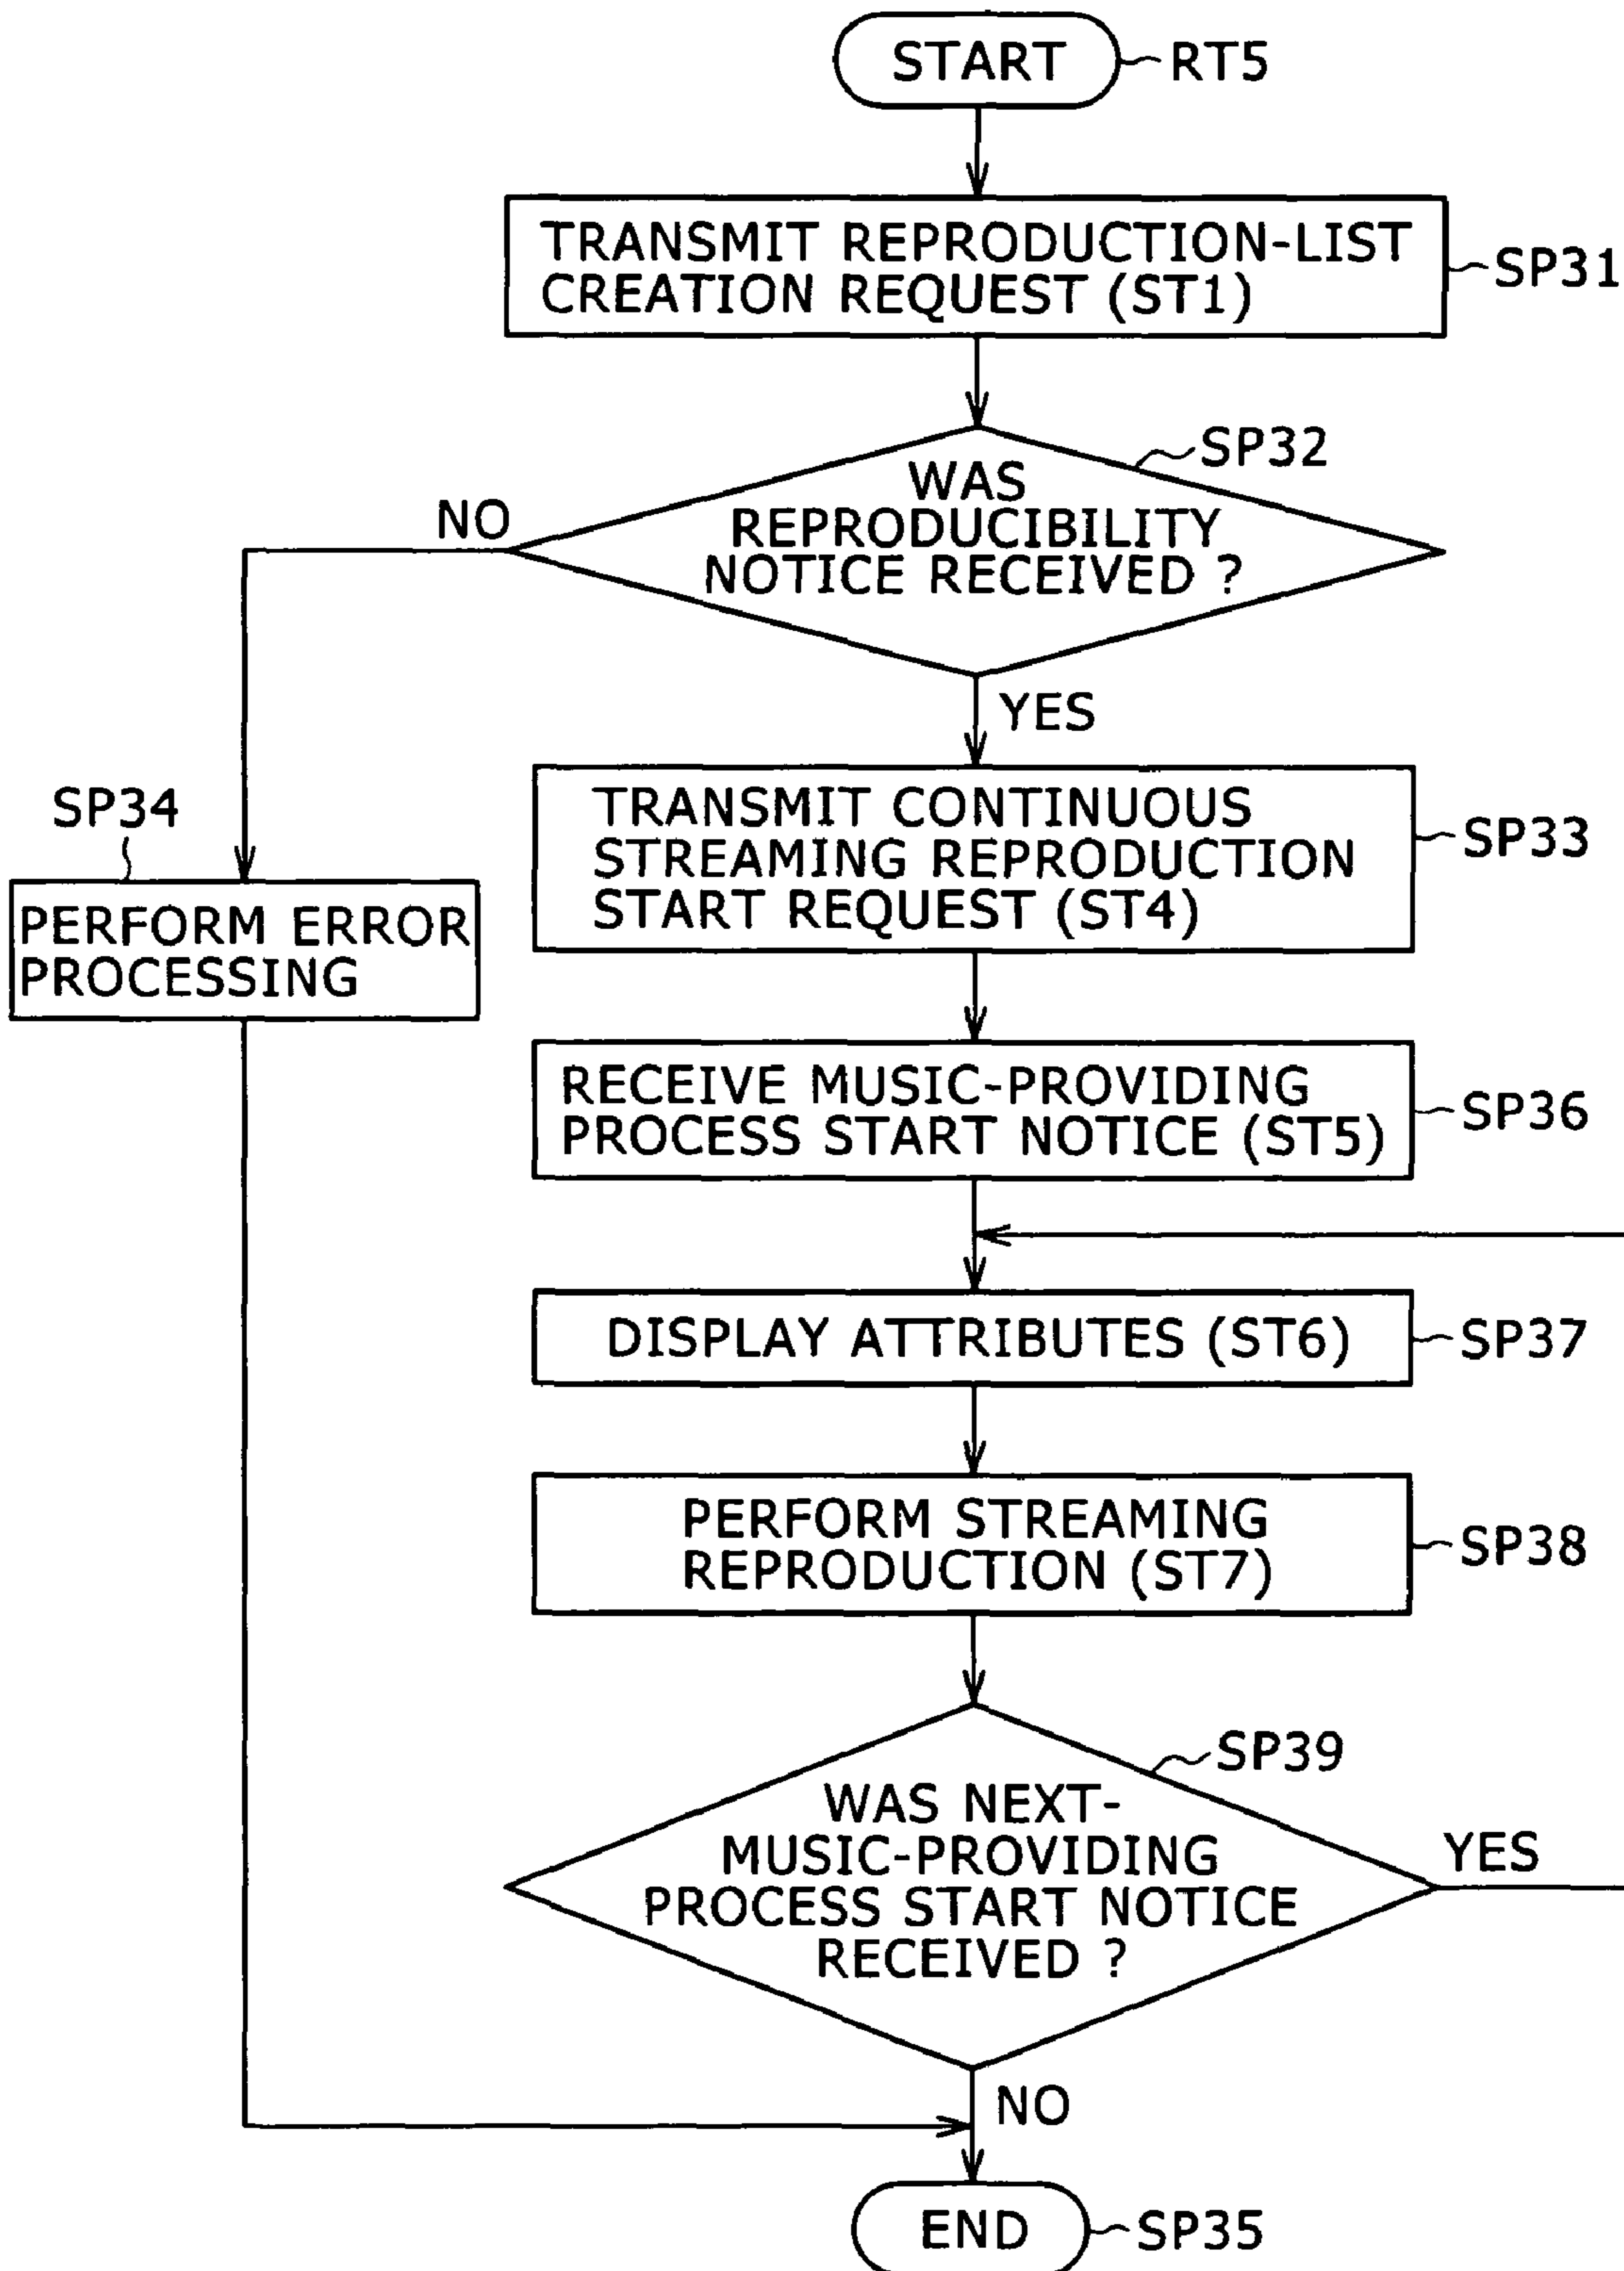 START
RT5
TRANSMIT REPRODUCTION-LIST
CREATION REQUEST (ST1)
SP31
SP32
WAS
REPRODUCIBILITY
NOTICE RECEIVED ?
NO
YES
SP34
PERFORM ERROR
PROCESSING
TRANSMIT CONTINUOUS
STREAMING REPRODUCTION
START REQUEST (ST4)
SP33
RECEIVE MUSIC-PROVIDING
PROCESS START NOTICE (ST5)
SP36
DISPLAY ATTRIBUTES (ST6)
SP37
PERFORM STREAMING
REPRODUCTION (ST7)
SP38
SP39
WAS NEXT-
MUSIC-PROVIDING
PROCESS START NOTICE
RECEIVED ?
YES
NO
END
SP35